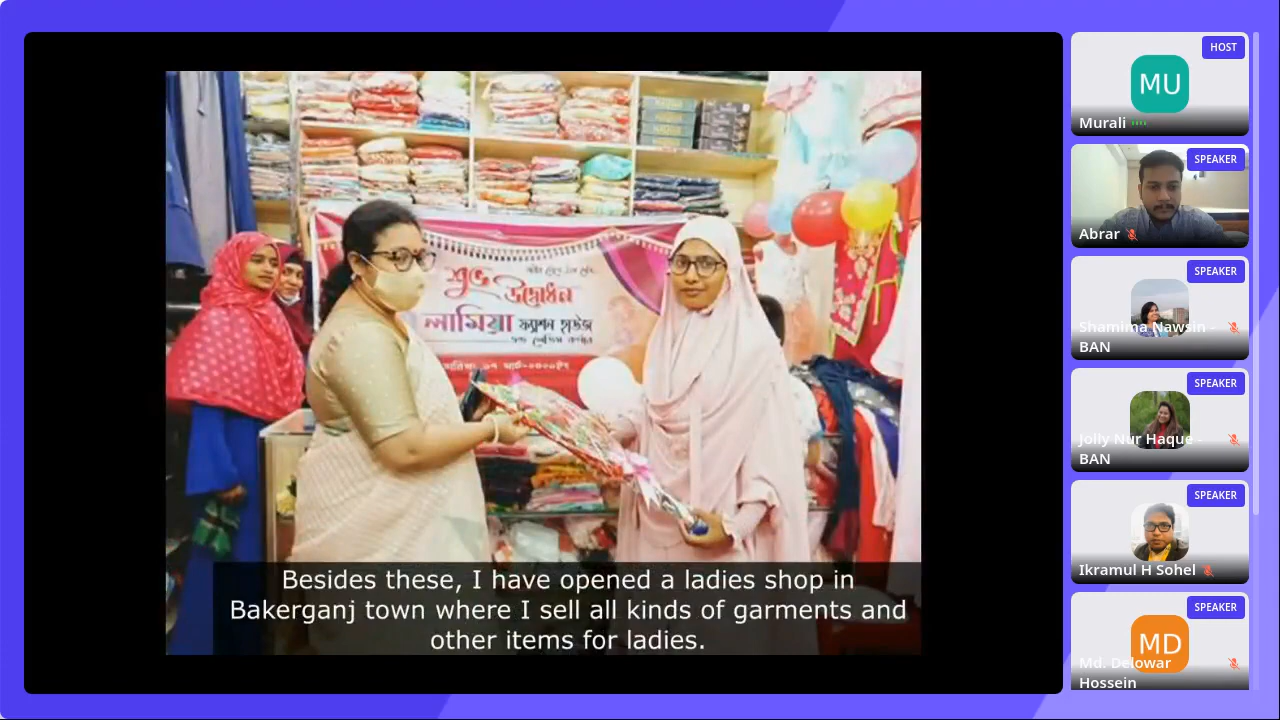 শুভ
উদ্বোধন
লামিয়া ফ্যাশন হাউজ
Besides these, I have opened a ladies shop in
Bakerganj town where I sell all kinds of garments and
other items for ladies.
HOST
MU
Murali
SPEAKER
Abrar
SPEAKER
Shamima Nawsin -
BAN
SPEAKER
Jolly Nur Haque -
BAN
SPEAKER
Ikramul H Sohel
SPEAKER
MD
Md. Delowar
Hossein